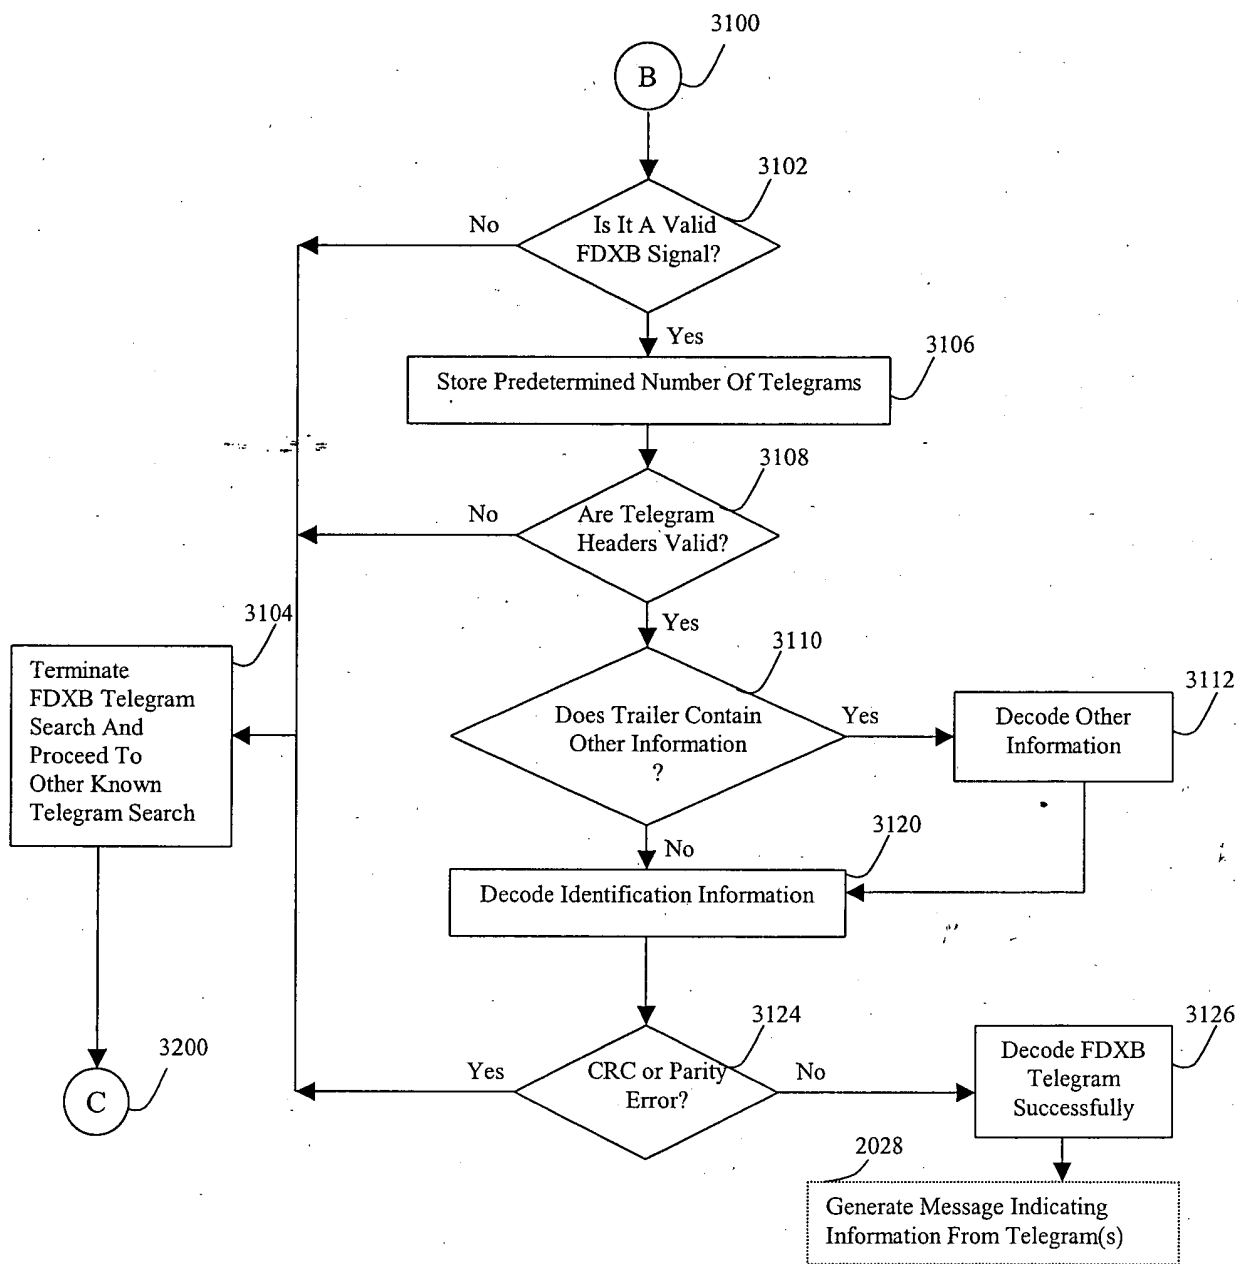 3100
B
3102
No
Is It A Valid
FDXB Signal?
Yes
3106
Store Predetermined Number Of Telegrams
3108
No
Are Telegram
Headers Valid?
3104
Yes
3110
Terminate
FDXB Telegram
Search And
Proceed To
Other Known
Telegram Search
Does Trailer Contain
Other Information
?
Yes
3112
Decode Other
Information
No
3120
Decode Identification Information
3124
3126
3200
C
Yes
CRC or Parity
Error?
No
Decode FDXB
Telegram
Successfully
2028
Generate Message Indicating
Information From Telegram(s)